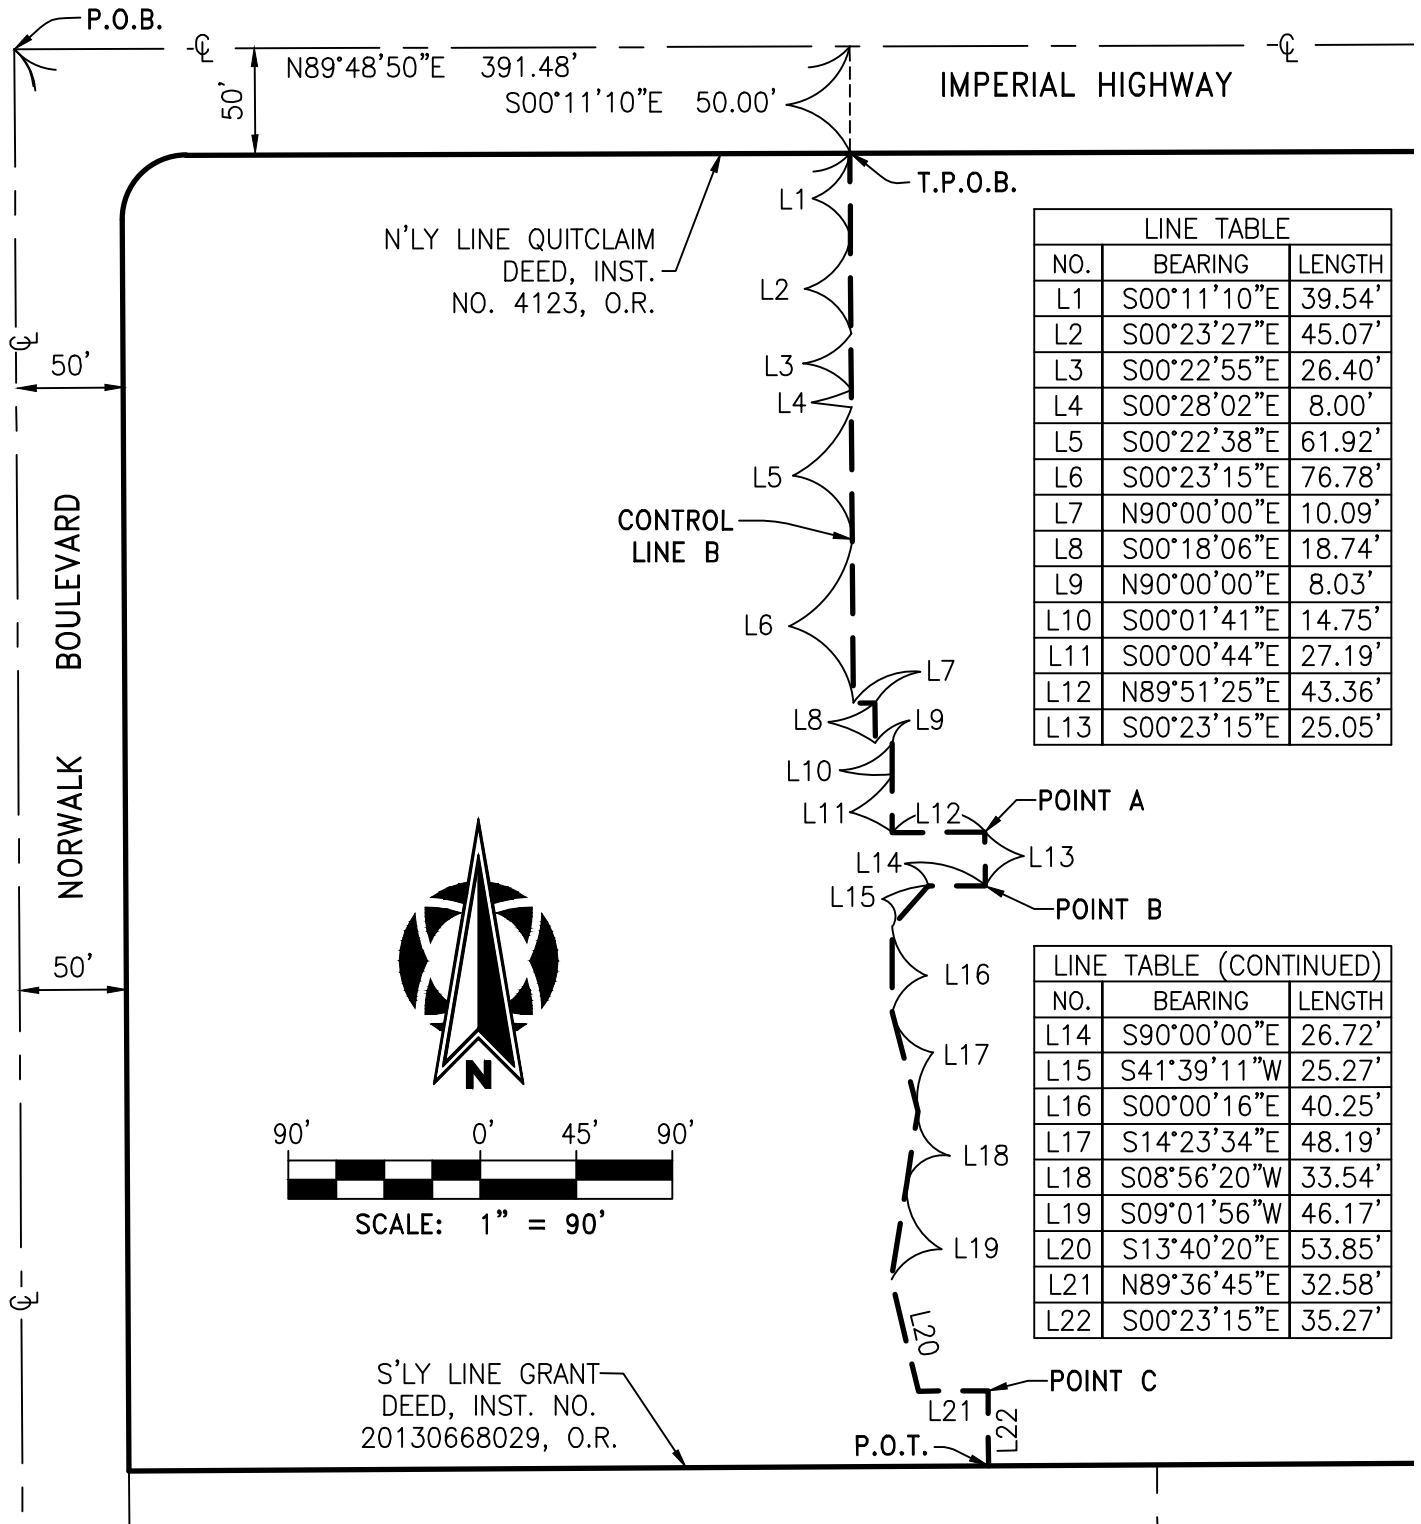 P.O.B.
℄
℄
N89°48'50"E 391.48'
50'
S00°11'10"E 50.00'
IMPERIAL HIGHWAY
T.P.O.B.
L1
N'LY LINE QUITCLAIM
DEED, INST.
NO. 4123, O.R.
L2
℄
50'
L3
L4
L5
CONTROL
LINE B
L6
NORWALK BOULEVARD
L7
L8
L9
L10
L11
L12
POINT A
L13
L14
L15
POINT B
50'
L16
L17
L18
L19
L20
L21
L22
POINT C
P.O.T.
LINE TABLE
NO. BEARING LENGTH
L1 S00°11'10"E 39.54'
L2 S00°23'27"E 45.07'
L3 S00°22'55"E 26.40'
L4 S00°28'02"E 8.00'
L5 S00°22'38"E 61.92'
L6 S00°23'15"E 76.78'
L7 N90°00'00"E 10.09'
L8 S00°18'06"E 18.74'
L9 N90°00'00"E 8.03'
L10 S00°01'41"E 14.75'
L11 S00°00'44"E 27.19'
L12 N89°51'25"E 43.36'
L13 S00°23'15"E 25.05'
LINE TABLE (CONTINUED)
NO. BEARING LENGTH
L14 S90°00'00"E 26.72'
L15 S41°39'11"W 25.27'
L16 S00°00'16"E 40.25'
L17 S14°23'34"E 48.19'
L18 S08°56'20"W 33.54'
L19 S09°01'56"W 46.17'
L20 S13°40'20"E 53.85'
L21 N89°36'45"E 32.58'
L22 S00°23'15"E 35.27'
N
90' 0' 45' 90'
SCALE: 1" = 90'
℄
S'LY LINE GRANT
DEED, INST. NO.
20130668029, O.R.